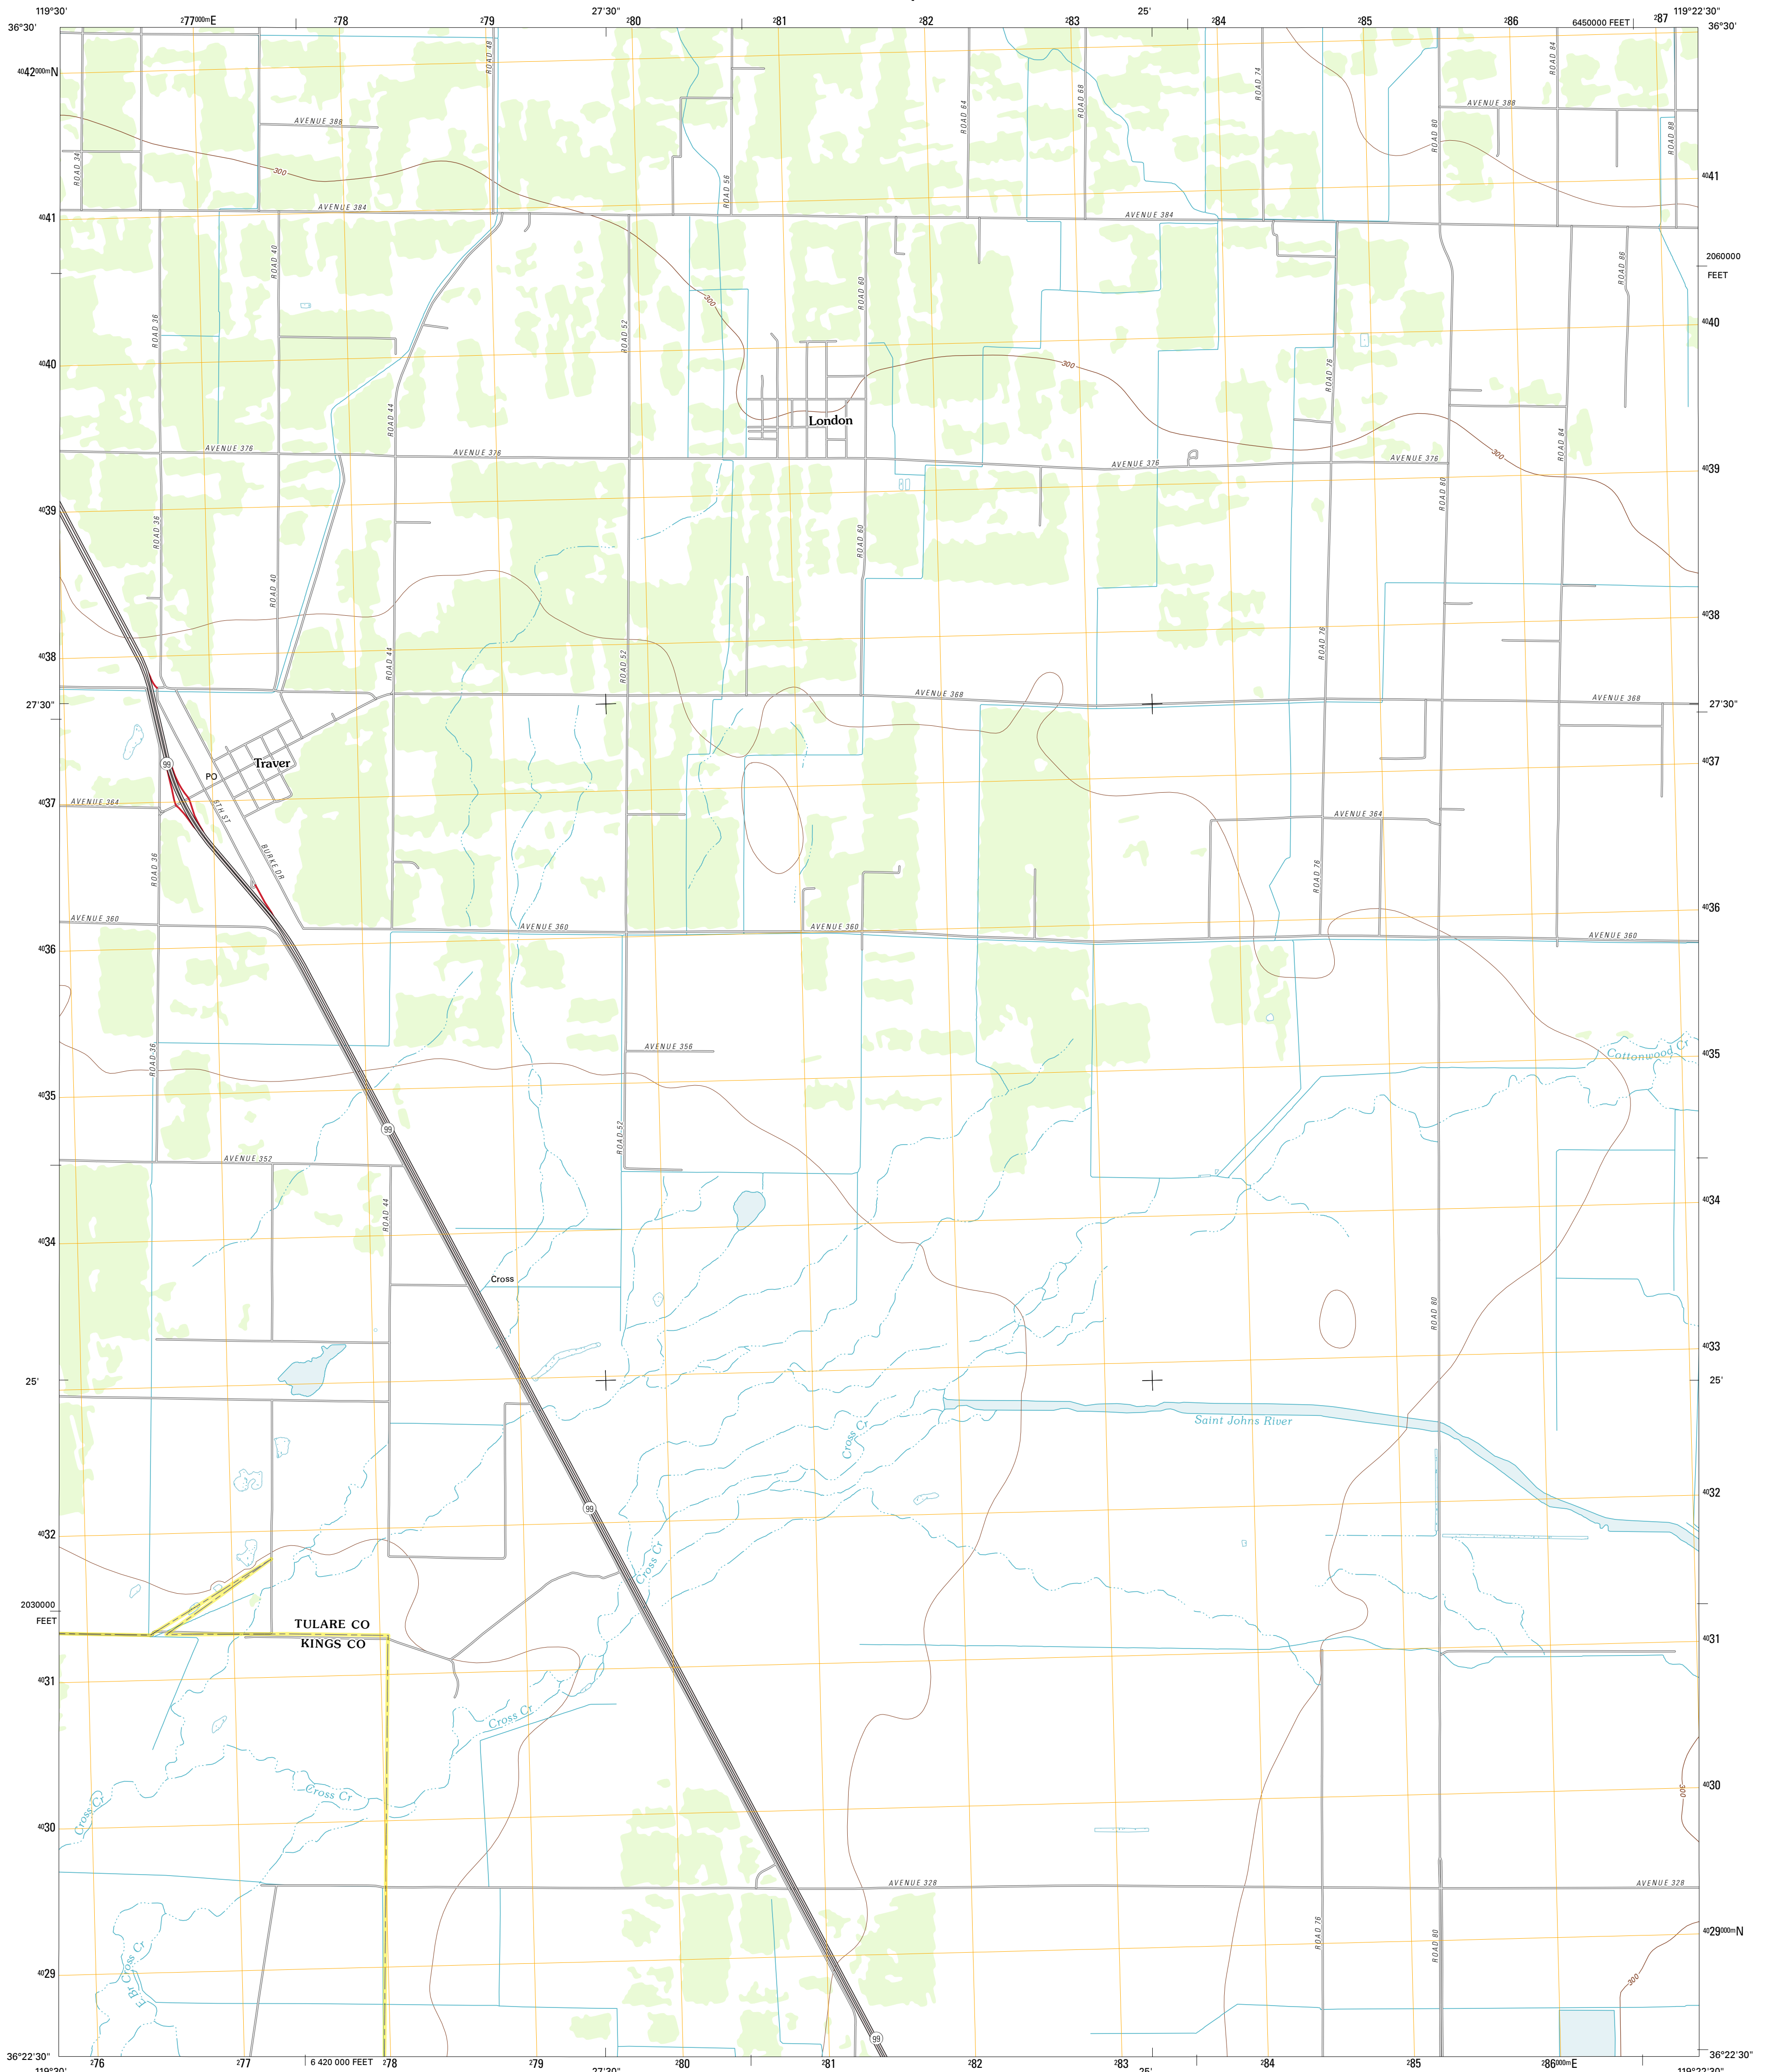 119°30'
²77⁰⁰⁰ᵐE
78
²79
27'30"
²80
²81
²82
²83
25'
²84
²85
²86
6450000 FEET
²87
119°22'30"
36°30'
36°30'
⁴⁰42⁰⁰⁰ᵐN
ROAD 48
ROAD 74
ROAD 84
ROAD 68
ROAD 64
AVENUE 388
AVENUE 386
ROAD 80
ROAD 88
ROAD 34
300
ROAD 56
⁴⁰41
AVENUE 384
AVENUE 384
⁴⁰41
ROAD 40
ROAD 86
2060000
FEET
ROAD 60
300
ROAD 36
ROAD 52
⁴⁰40
⁴⁰40
300
ROAD 76
ROAD 44
London
AVENUE 376
AVENUE 376
AVENUE 376
AVENUE 376
300
ROAD 84
⁴⁰39
ROAD 80
⁴⁰39
ROAD 36
ROAD 60
ROAD 40
⁴⁰38
⁴⁰38
ROAD 44
ROAD 52
ROAD 76
AVENUE 368
AVENUE 368
27'30"
27'30"
99
Traver
PO
⁴⁰37
AVENUE 364
⁴⁰37
6TH ST
AVENUE 364
BURKE DR
ROAD 36
ROAD 76
⁴⁰36
AVENUE 360
AVENUE 360
AVENUE 360
AVENUE 360
⁴⁰36
AVENUE 356
Cottonwood Cr
⁴⁰35
ROAD 36
⁴⁰35
99
ROAD 52
AVENUE 352
⁴⁰34
ROAD 44
⁴⁰34
Cross
ROAD 80
⁴⁰33
25'
25'
Saint Johns River
Cross Cr
⁴⁰32
99
⁴⁰32
Cross Cr
2030000
FEET
TULARE CO
KINGS CO
⁴⁰31
⁴⁰31
Cross Cr
⁴⁰30
300
Cross Cr
Cross Cr
⁴⁰30
AVENUE 328
AVENUE 328
ROAD 76
ROAD 80
⁴⁰29⁰⁰⁰ᵐN
E Br Cross Cr
⁴⁰29
300
99
36°22'30"
36°22'30"
119°30'
²76
²77
6 420 000 FEET
²78
²79
27'30"
²80
²81
²82
²83
25'
²84
²85
²86⁰⁰⁰ᵐE
119°22'30"